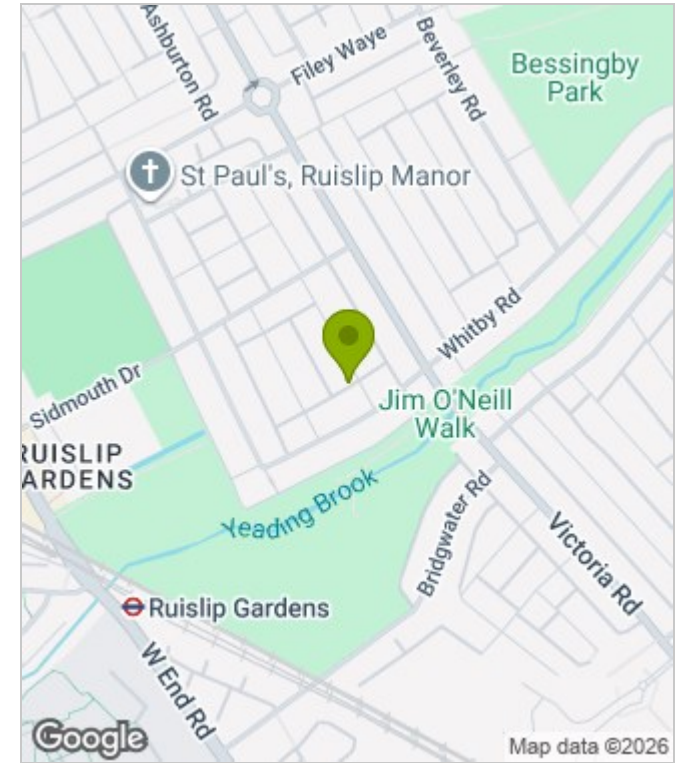 Ashburton Rd
Filey Waye
Beverley Rd
Bessingby
Park
St Paul's, Ruislip Manor
Whitby Rd
Sidmouth Dr
Jim O'Neill
Walk
RUISLIP
ARDENS
Yeading Brook
Bridgwater Rd
Victoria Rd
Ruislip Gardens
W End Rd
Google
Map data ©2026